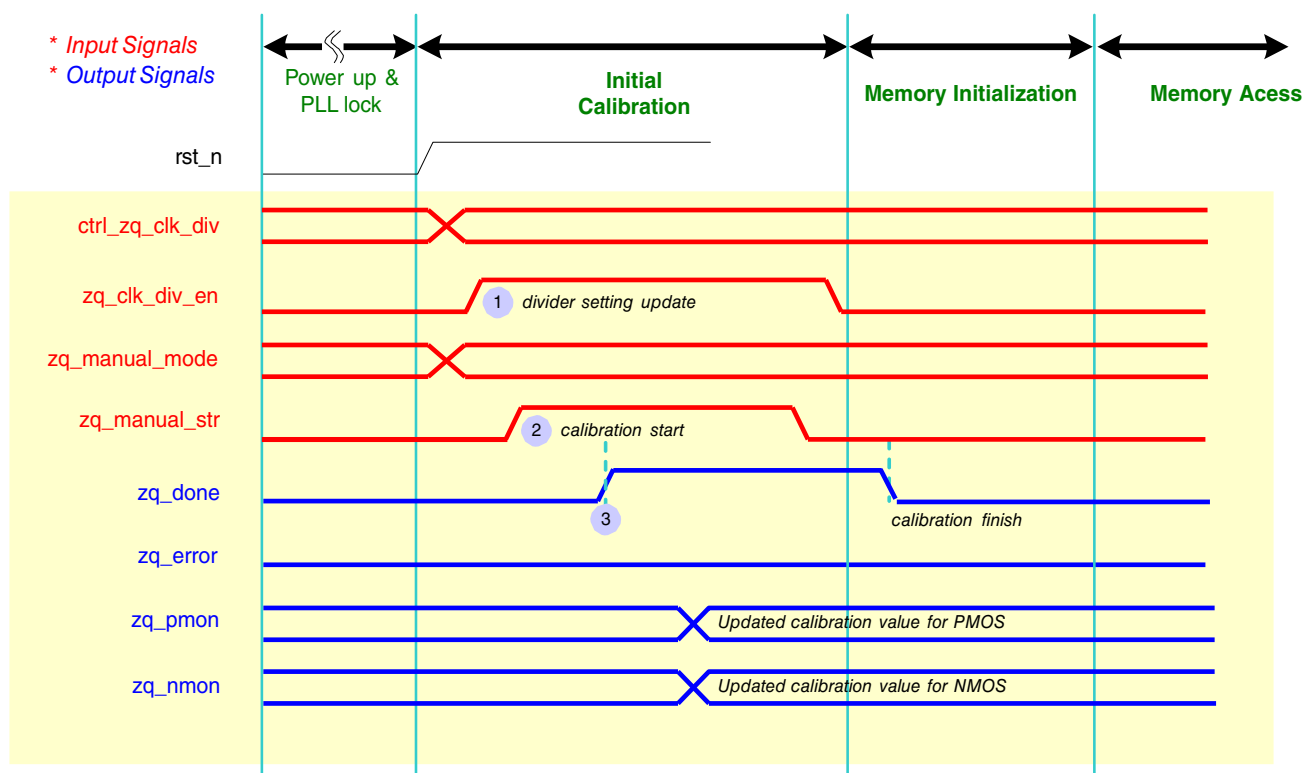 * Input Signals
* Output Signals
Power up &
PLL lock
Initial
Calibration
Memory Initialization
Memory Acess
rst_n
ctrl_zq_clk_div
zq_clk_div_en
1 divider setting update
zq_manual_mode
zq_manual_str
2 calibration start
zq_done
3
calibration finish
zq_error
zq_pmon
Updated calibration value for PMOS
zq_nmon
Updated calibration value for NMOS